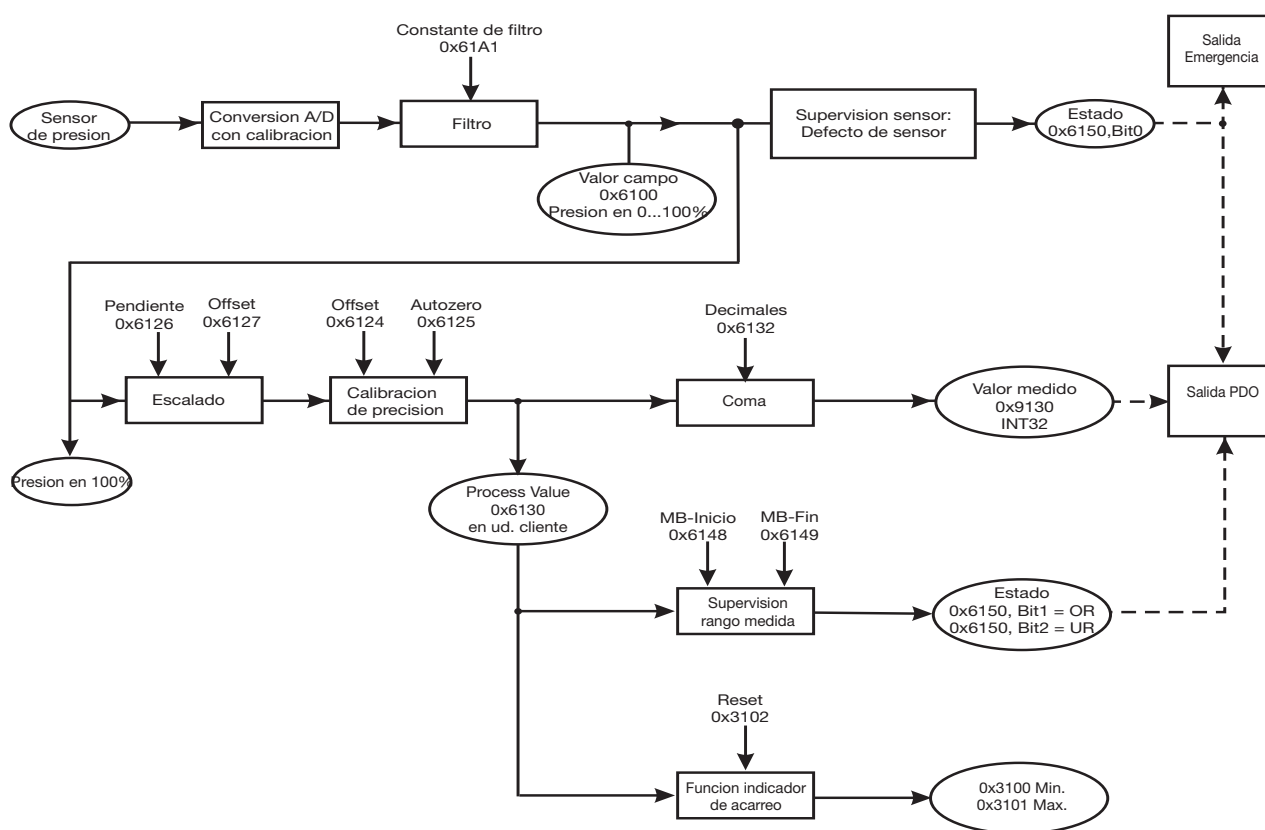 Constante de filtro
0x61A1
Salida
Emergencia
Sensor
de presion
Conversion A/D
con calibracion
Filtro
Supervision sensor:
Defecto de sensor
Estado
0x6150,Bit0
Valor campo
0x6100
Presion en 0...100%
Pendiente
0x6126
Offset
0x6127
Offset
0x6124
Autozero
0x6125
Decimales
0x6132
Escalado
Calibracion
de precision
Coma
Valor medido
0x9130
INT32
Salida PDO
Presion en 100%
Process Value
0x6130
en ud. cliente
MB-Inicio
0x6148
MB-Fin
0x6149
Supervision
rango medida
Estado
0x6150, Bit1 = OR
0x6150, Bit2 = UR
Reset
0x3102
Funcion indicador
de acarreo
0x3100 Min.
0x3101 Max.